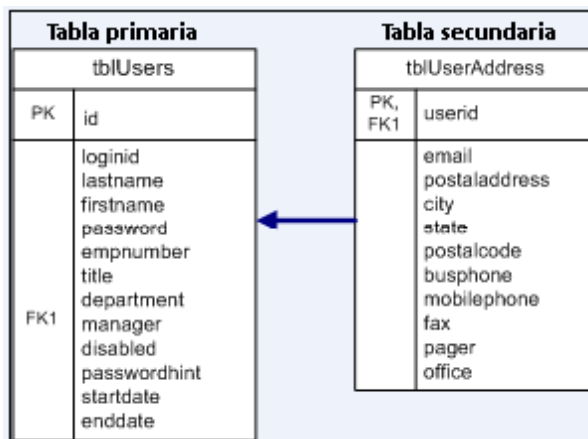 Tabla primaria
tblUsers
PK
id
loginid
lastname
firstname
password
empnumber
title
department
FK1
manager
disabled
passwordhint
startdate
enddate
Tabla secundaria
tblUserAddress
PK,
FK1
userid
email
postaladdress
city
state
postalcode
busphone
mobilephone
fax
pager
office